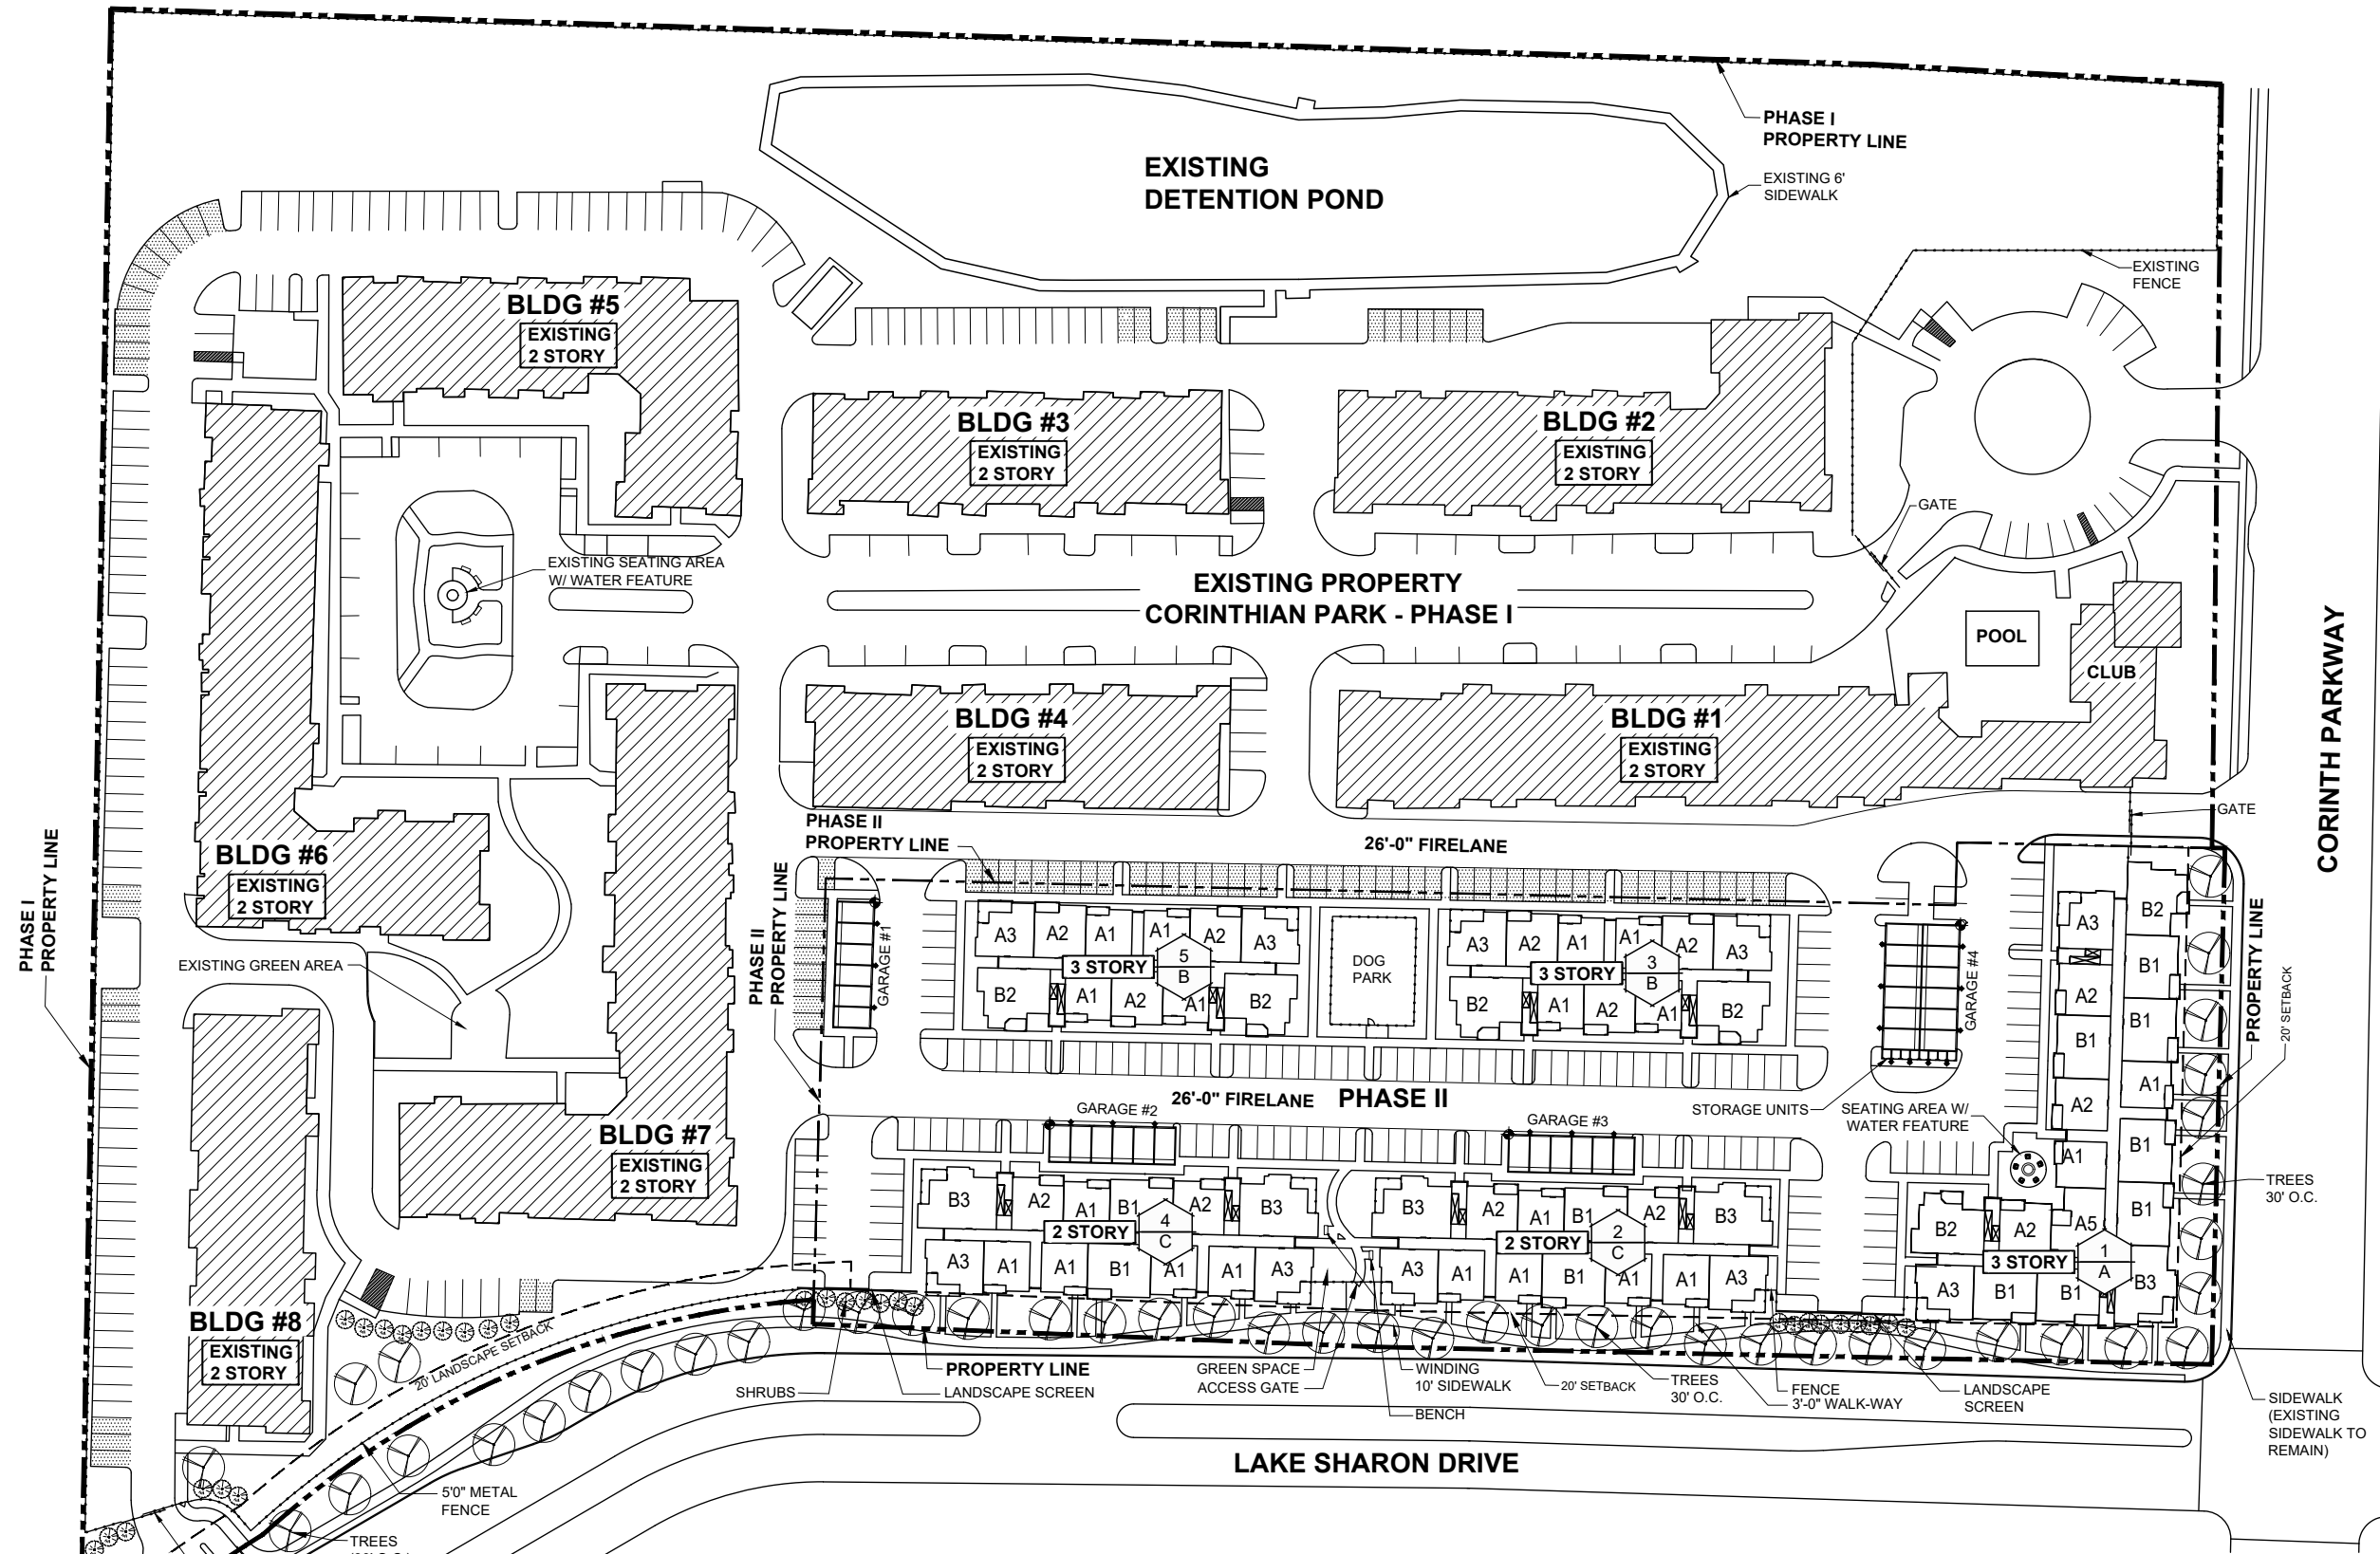 PHASE I
PROPERTY LINE
EXISTING
DETENTION POND
EXISTING 6'
SIDEWALK
EXISTING
FENCE
BLDG #5
EXISTING
2 STORY
BLDG #3
EXISTING
2 STORY
BLDG #2
EXISTING
2 STORY
GATE
EXISTING SEATING AREA
W/ WATER FEATURE
EXISTING PROPERTY
CORINTHIAN PARK - PHASE I
POOL
CLUB
CORINTH PARKWAY
BLDG #4
EXISTING
2 STORY
BLDG #1
EXISTING
2 STORY
GATE
PHASE II
PROPERTY LINE
26'-0" FIRELANE
BLDG #6
EXISTING
2 STORY
PHASE I
PROPERTY LINE
EXISTING GREEN AREA
PHASE II
PROPERTY LINE
GARAGE #1
A3
A2
A1
A1
A2
A3
3 STORY
5
B
B2
A1
A2
A1
B2
DOG
PARK
A3
A2
A1
A1
A2
A3
3 STORY
3
B
B2
A1
A2
A1
B2
GARAGE #4
A3
B2
B1
A2
B1
B1
A1
A2
B1
A1
B1
PROPERTY LINE
20' SETBACK
26'-0" FIRELANE
PHASE II
STORAGE UNITS
SEATING AREA W/
WATER FEATURE
GARAGE #2
GARAGE #3
BLDG #7
EXISTING
2 STORY
B3
A2
A1
B1
A2
B3
2 STORY
4
C
A3
A1
A1
B1
A1
A1
A3
B3
A2
A1
B1
A2
B3
2 STORY
2
C
A3
A1
A1
B1
A1
A1
A3
B2
A2
A5
3 STORY
1
A
A3
B1
B1
B3
TREES
30' O.C.
BLDG #8
EXISTING
2 STORY
20' LANDSCAPE SETBACK
SHRUBS
PROPERTY LINE
LANDSCAPE SCREEN
GREEN SPACE
ACCESS GATE
WINDING
10' SIDEWALK
BENCH
20' SETBACK
TREES
30' O.C.
FENCE
3'-0" WALK-WAY
LANDSCAPE
SCREEN
SIDEWALK
(EXISTING
SIDEWALK TO
REMAIN)
LAKE SHARON DRIVE
5'0" METAL
FENCE
TREES